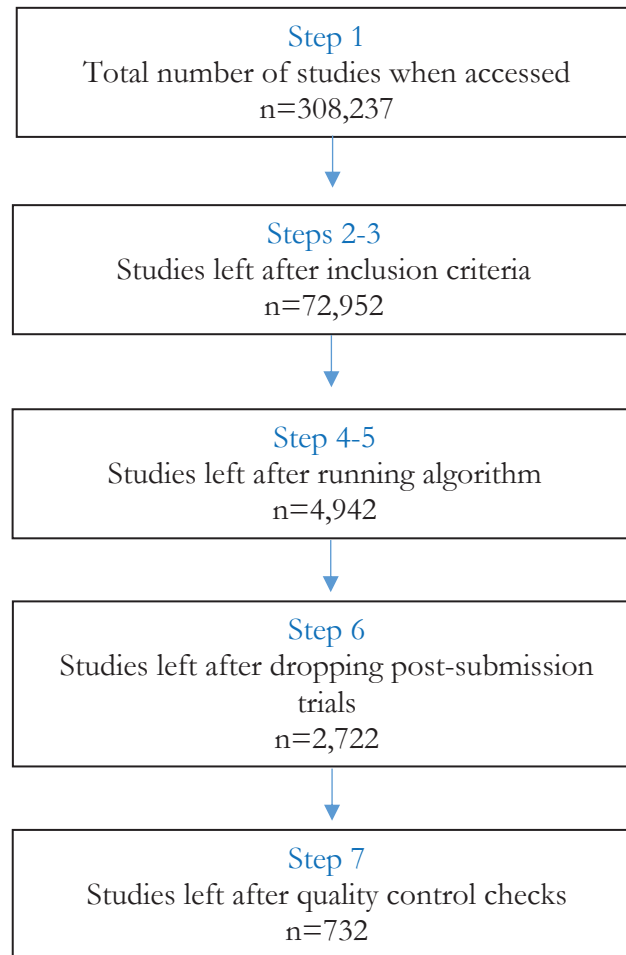 Step 1
Total number of studies when accessed
n=308,237
Steps 2-3
Studies left after inclusion criteria
n=72,952
Step 4-5
Studies left after running algorithm
n=4,942
Step 6
Studies left after dropping post-submission
trials
n=2,722
Step 7
Studies left after quality control checks
n=732